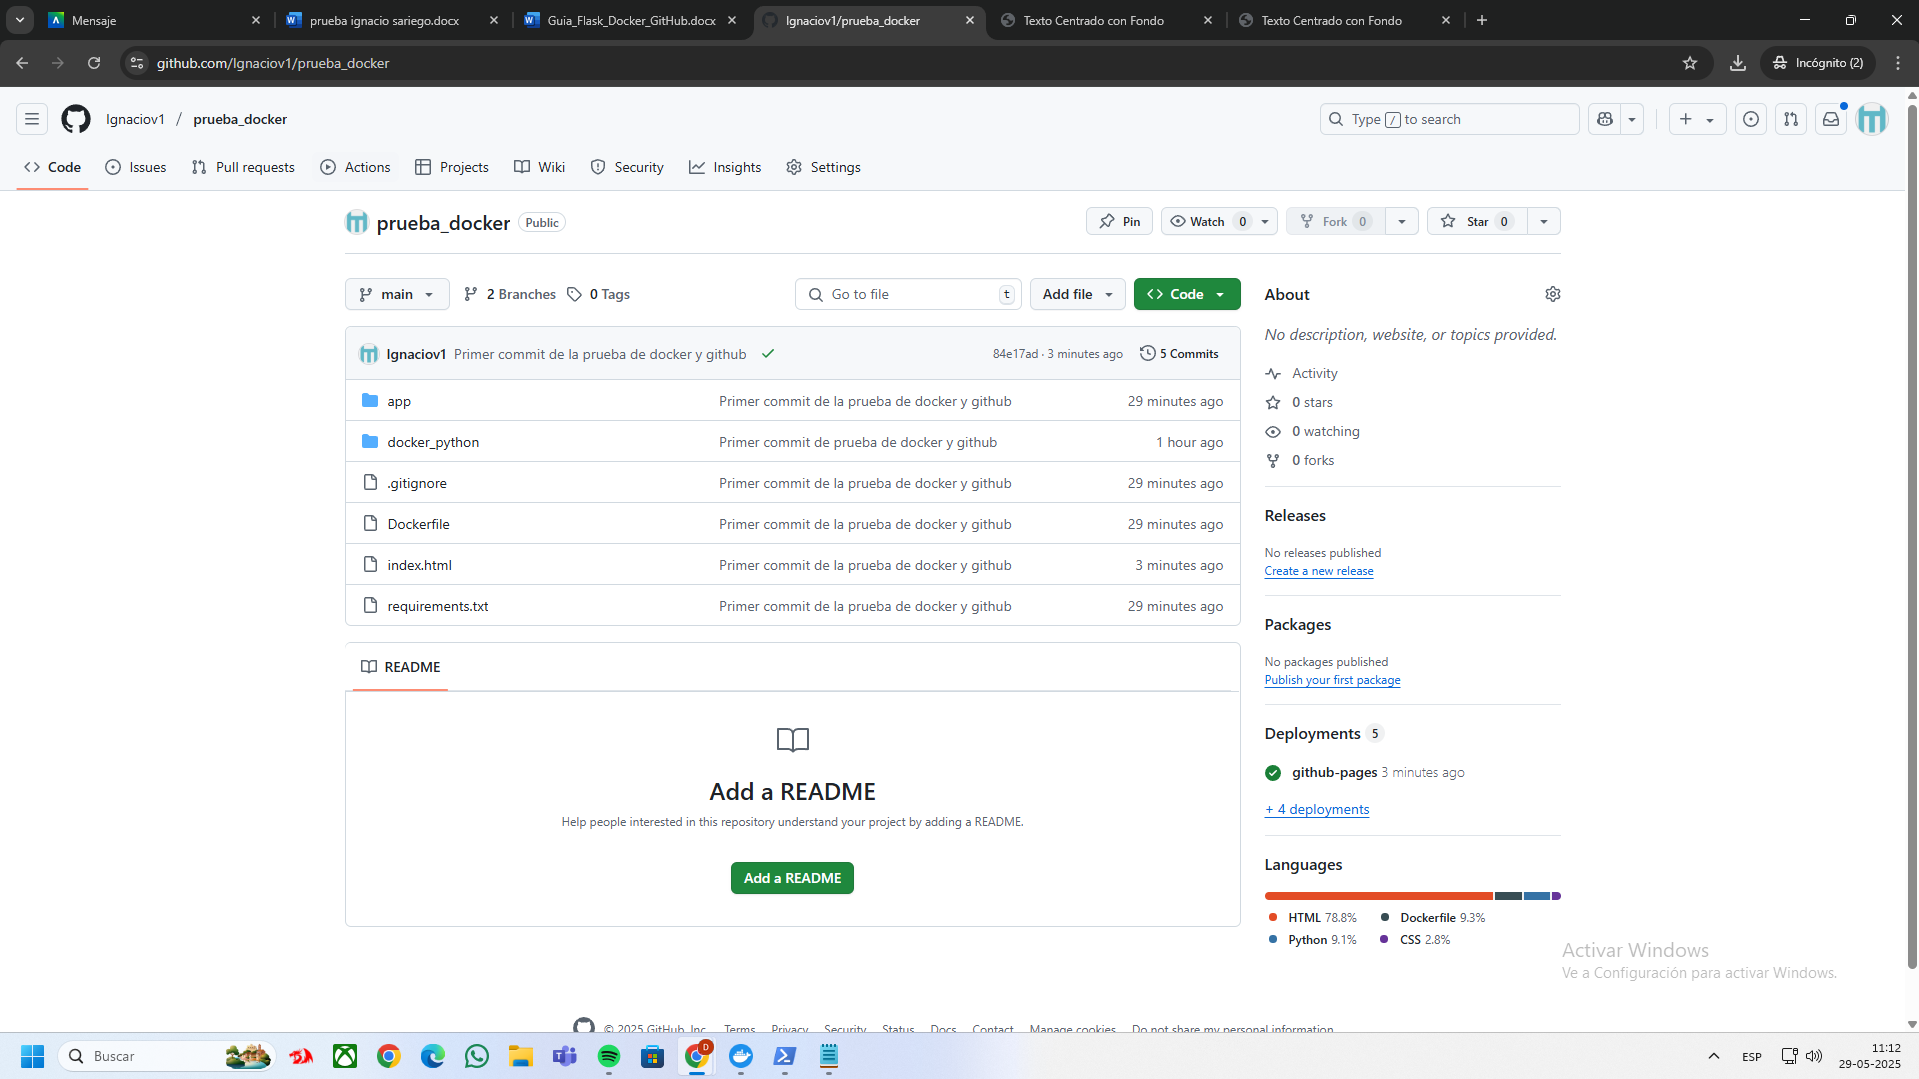 Mensaje
prueba ignacio sariego.docx
Guia_Flask_Docker_GitHub.docx
Ignaciov1/prueba_docker
Texto Centrado con Fondo
Texto Centrado con Fondo
github.com/Ignaciov1/prueba_docker
Incógnito (2)
Ignaciov1 / prueba_docker
Type / to search
Code
Issues
Pull requests
Actions
Projects
Wiki
Security
Insights
Settings
prueba_docker Public
Pin
Watch 0
Fork 0
Star 0
main
2 Branches
0 Tags
Go to file t
Add file
Code
Ignaciov1 Primer commit de la prueba de docker y github 84e17ad · 3 minutes ago 5 Commits
app Primer commit de la prueba de docker y github 29 minutes ago
docker_python Primer commit de prueba de docker y github 1 hour ago
.gitignore Primer commit de la prueba de docker y github 29 minutes ago
Dockerfile Primer commit de la prueba de docker y github 29 minutes ago
index.html Primer commit de la prueba de docker y github 3 minutes ago
requirements.txt Primer commit de la prueba de docker y github 29 minutes ago
README
Add a README
Help people interested in this repository understand your project by adding a README.
Add a README
About
No description, website, or topics provided.
Activity
0 stars
0 watching
0 forks
Releases
No releases published
Create a new release
Packages
No packages published
Publish your first package
Deployments 5
github-pages 3 minutes ago
+ 4 deployments
Languages
HTML 78.8% Dockerfile 9.3%
Python 9.1% CSS 2.8%
Activar Windows
Ve a Configuración para activar Windows.
© 2025 GitHub, Inc. Terms Privacy Security Status Docs Contact Manage cookies Do not share my personal information
Buscar
D
ESP
11:12
29-05-2025